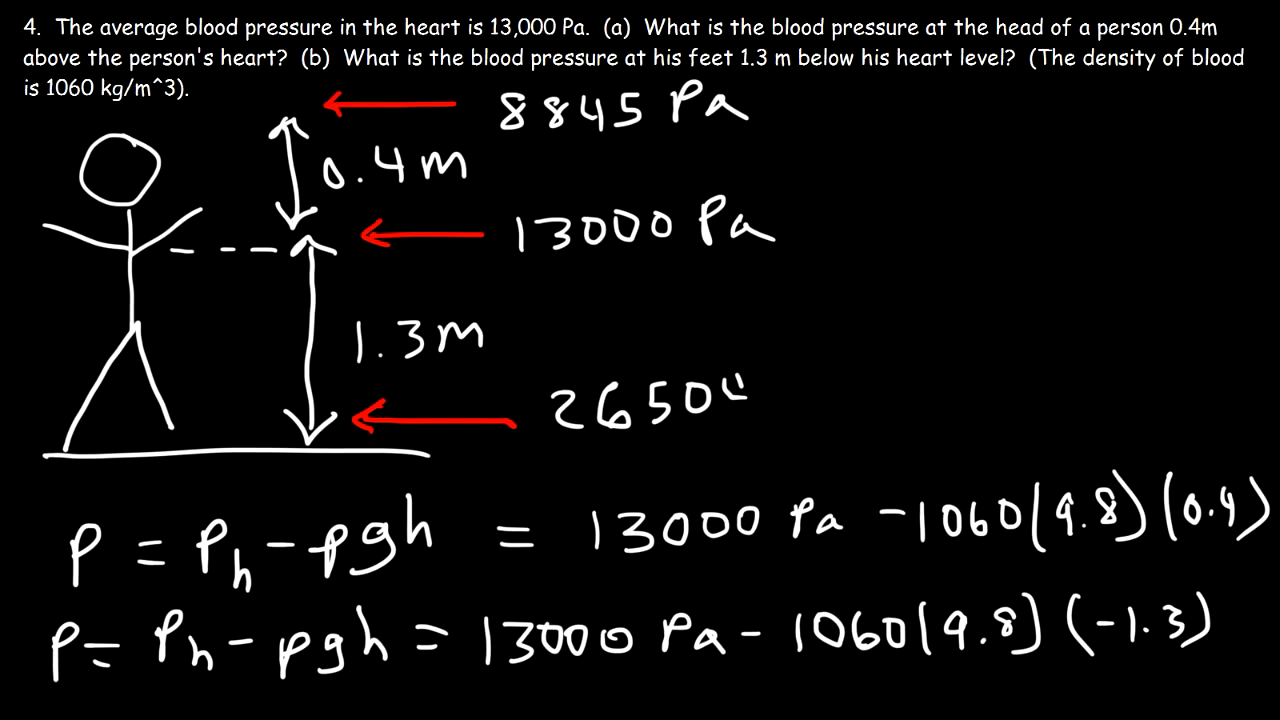 4. The average blood pressure in the heart is 13,000 Pa. (a) What is the blood pressure at the head of a person 0.4m
above the person's heart? (b) What is the blood pressure at his feet 1.3 m below his heart level? (The density of blood
is 1060 kg/m^3).
8845 Pa
0.4m
13000 Pa
1.3m
2650
P = Ph - ρgh = 13000 Pa - 1060(9.8)(0.4)
P = Ph - ρgh = 13000 Pa - 1060(9.8)(-1.3)